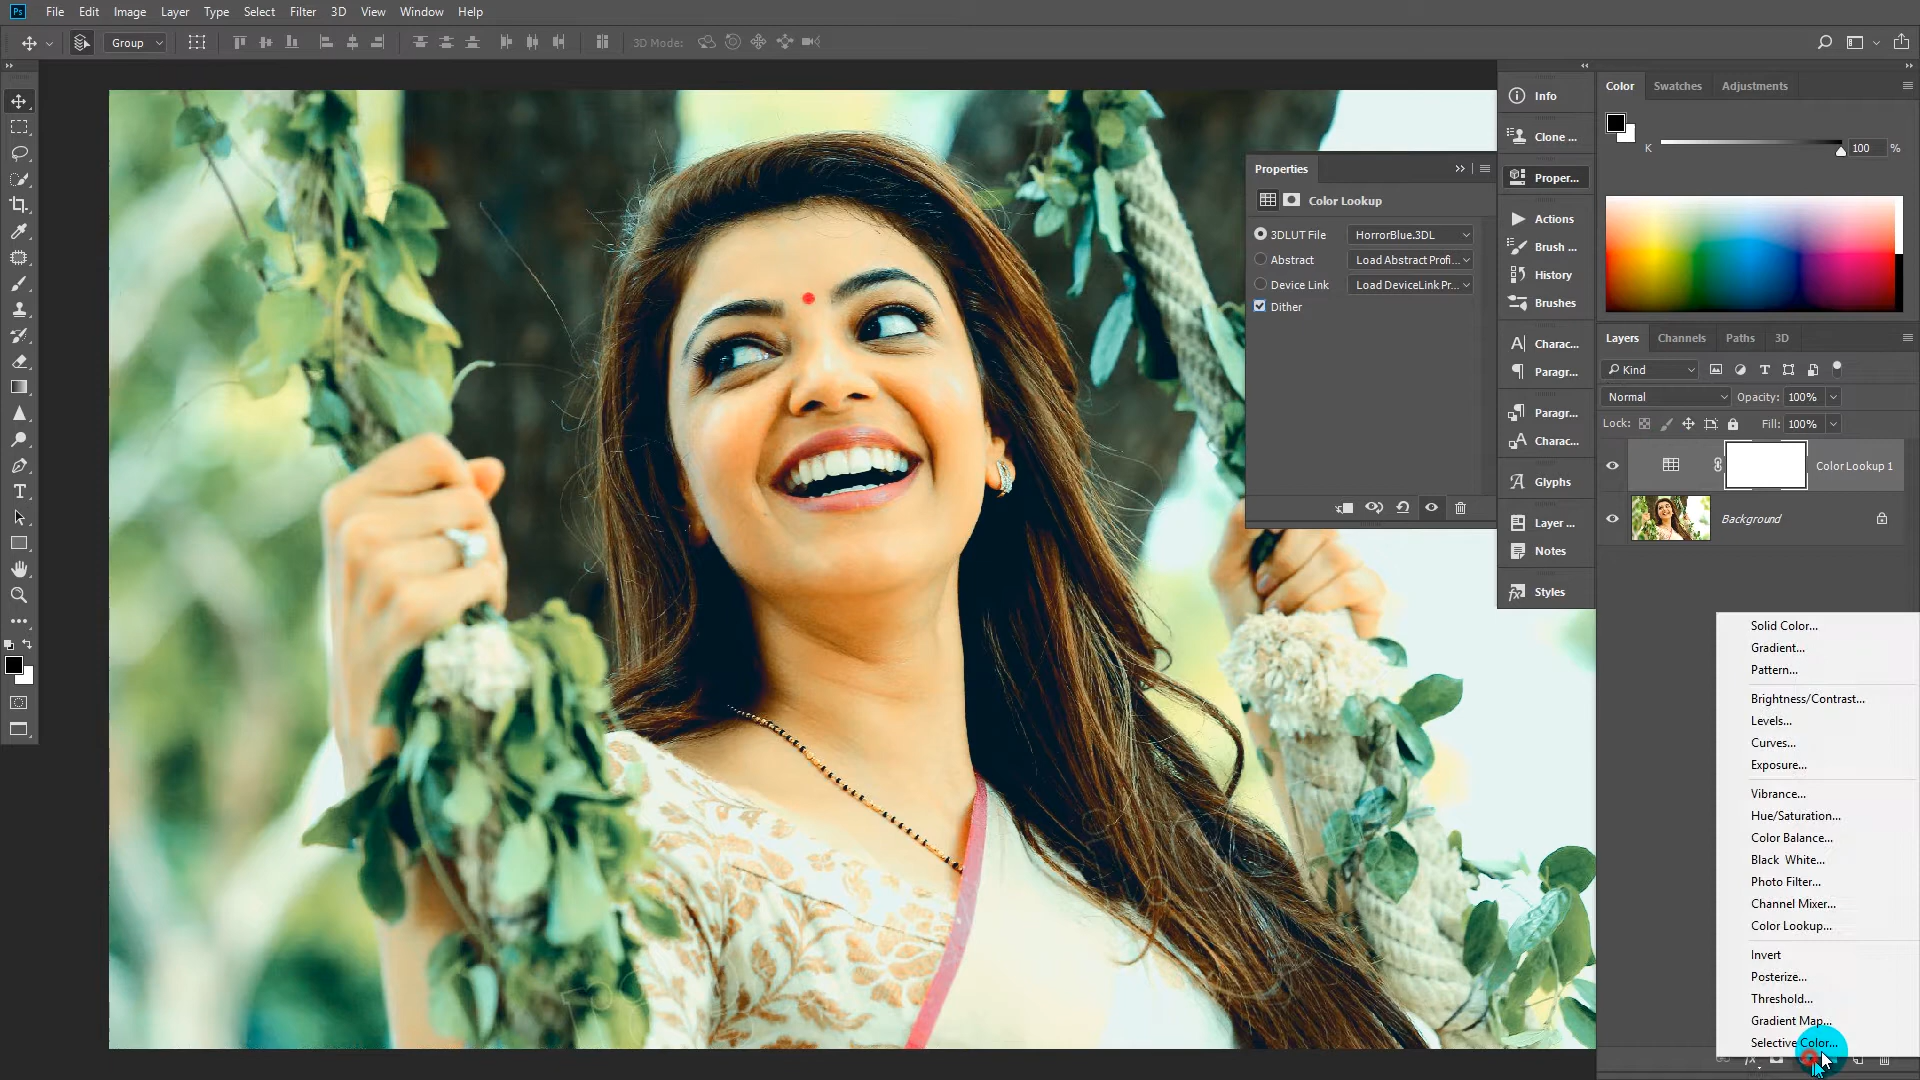 Ps File Edit Image Layer Type Select Filter 3D View Window Help
Group 3D Mode:
Properties
Color Lookup
3DLUT File HorrorBlue.3DL
Abstract Load Abstract Profi...
Device Link Load DeviceLink Pr...
Dither
Info
Clone ...
Proper...
Actions
Brush ...
History
Brushes
Charac...
Paragr...
Paragr...
Charac...
Glyphs
Layer ...
Notes
Styles
Color Swatches Adjustments
K 100 %
Layers Channels Paths 3D
Kind
Normal Opacity: 100%
Lock: Fill: 100%
Color Lookup 1
Background
Solid Color...
Gradient...
Pattern...
Brightness/Contrast...
Levels...
Curves...
Exposure...
Vibrance...
Hue/Saturation...
Color Balance...
Black White...
Photo Filter...
Channel Mixer...
Color Lookup...
Invert
Posterize...
Threshold...
Gradient Map...
Selective Color...